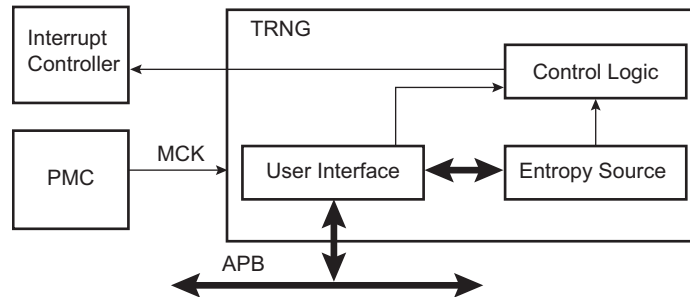 Interrupt
Controller
TRNG
Control Logic
PMC
MCK
User Interface
Entropy Source
APB